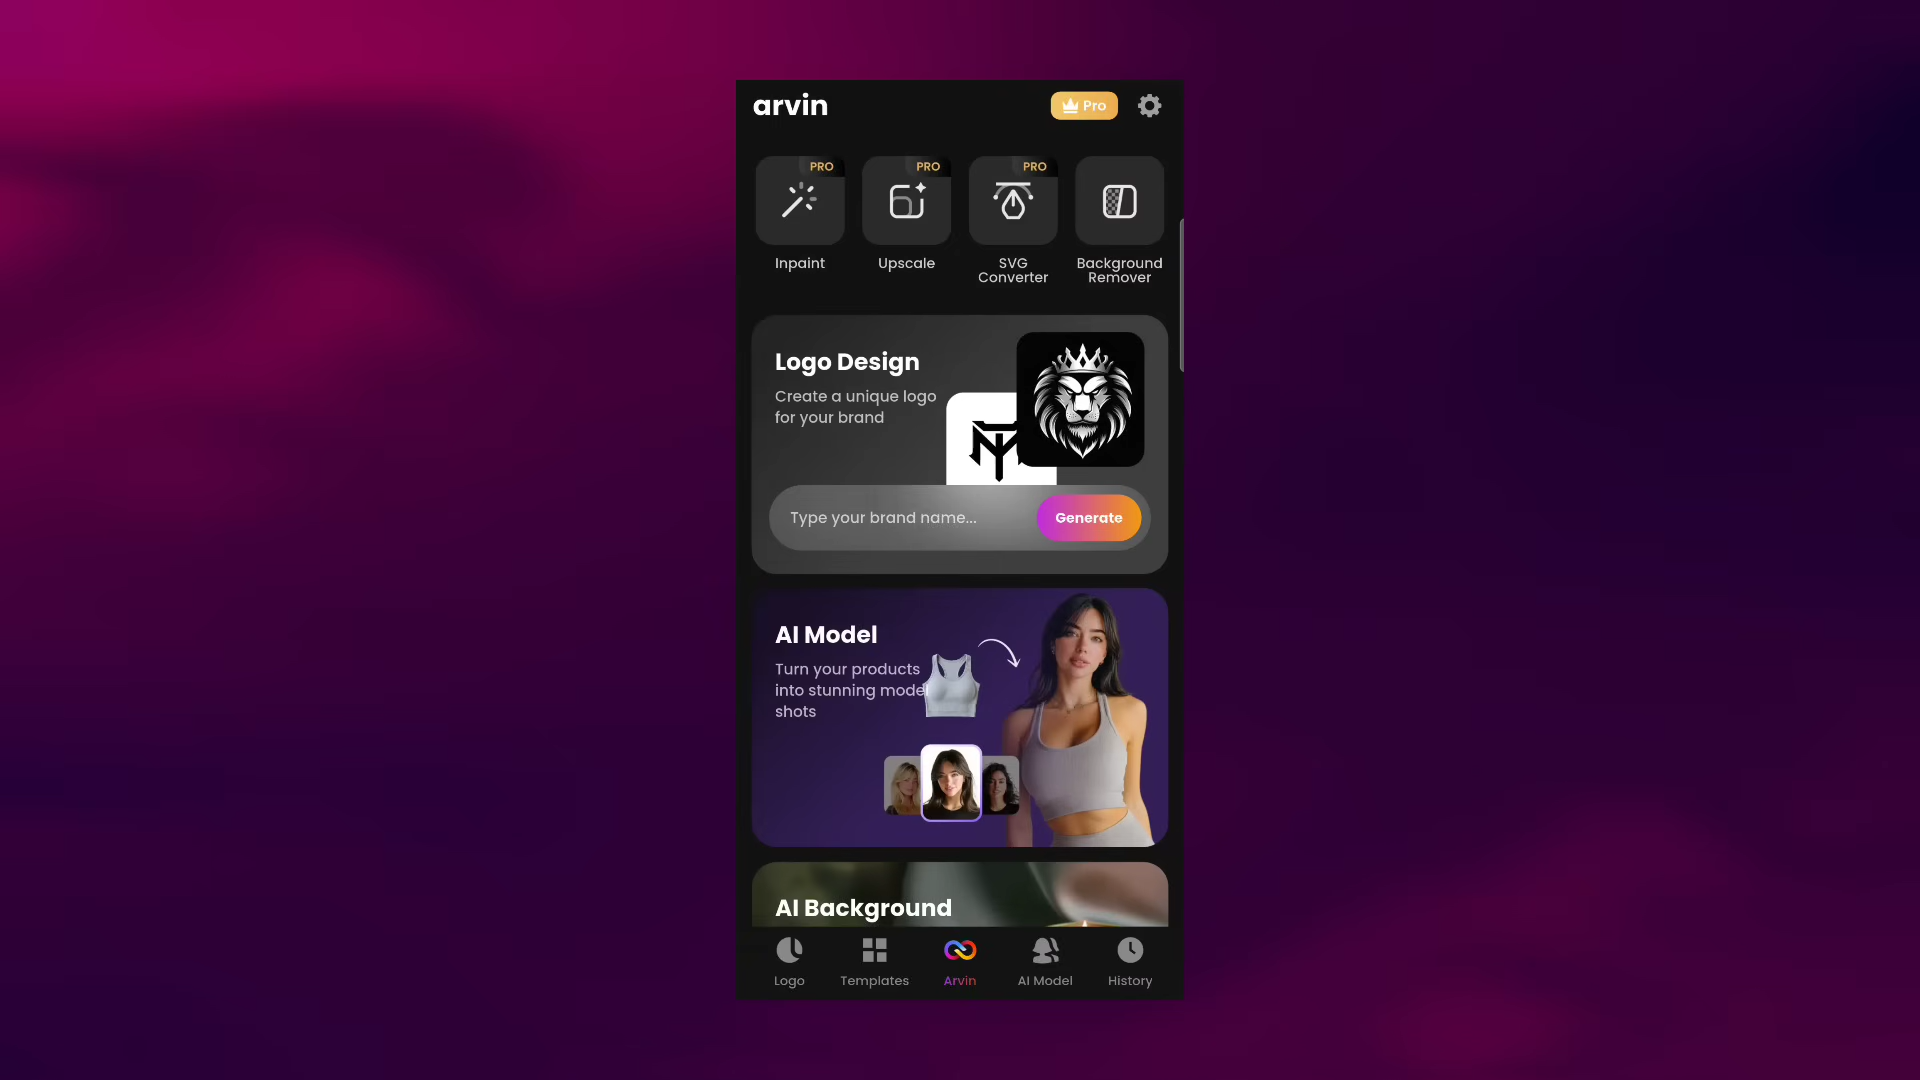 arvin
Pro
PRO
PRO
PRO
Inpaint
Upscale
SVG
Converter
Background
Remover
Logo Design
Create a unique logo
for your brand
Type your brand name...
Generate
AI Model
Turn your products
into stunning model
shots
AI Background
Logo
Templates
Arvin
AI Model
History